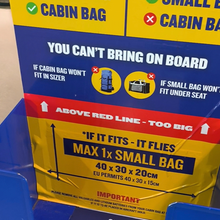 SMALL
CABIN BAG
CABIN B
YOU CAN'T BRING ON BOARD
IF CABIN BAG WON'T
FIT IN SIZER
IF SMALL BAG WON'T
FIT UNDER SEAT
ABOVE RED LINE - TOO BIG
*IF IT FITS - IT FLIES
MAX 1x SMALL BAG
40 x 30 x 20cm
EU PERMITS 40 x 30 x 15cm
IMPORTANT